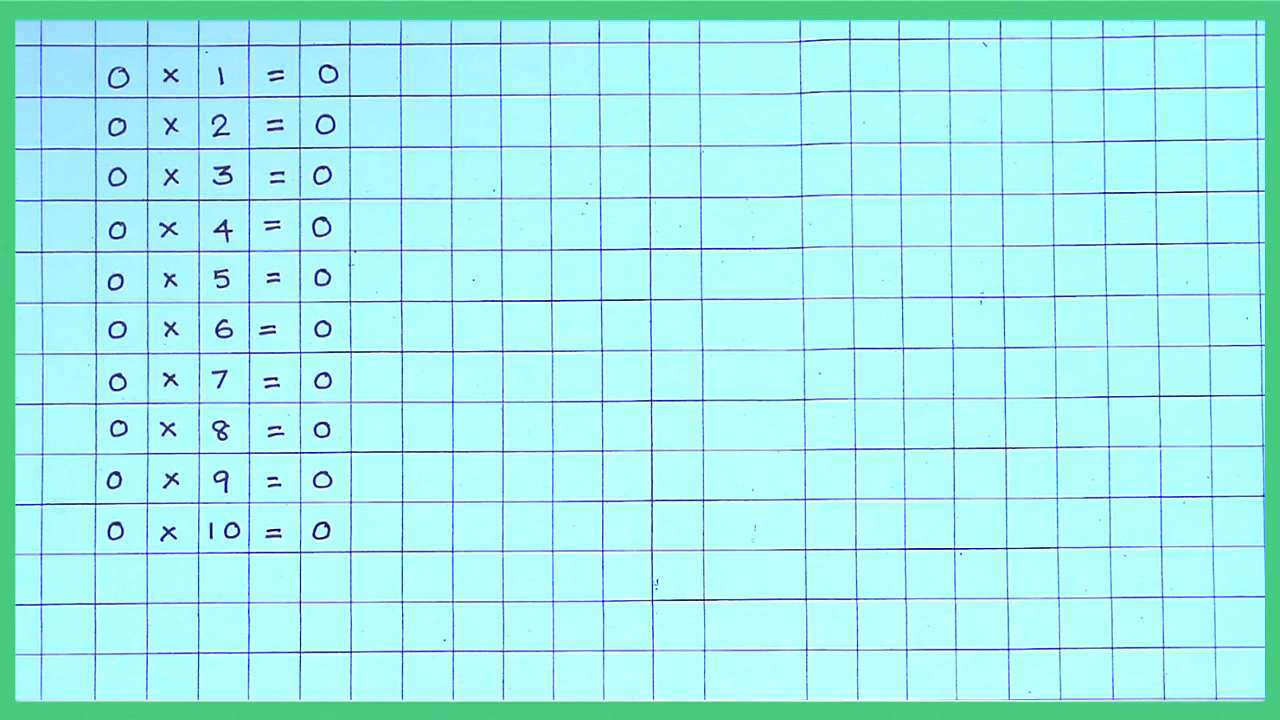 0 × 1 = 0
0 × 2 = 0
0 × 3 = 0
0 × 4 = 0
0 × 5 = 0
0 × 6 = 0
0 × 7 = 0
0 × 8 = 0
0 × 9 = 0
0 × 10 = 0